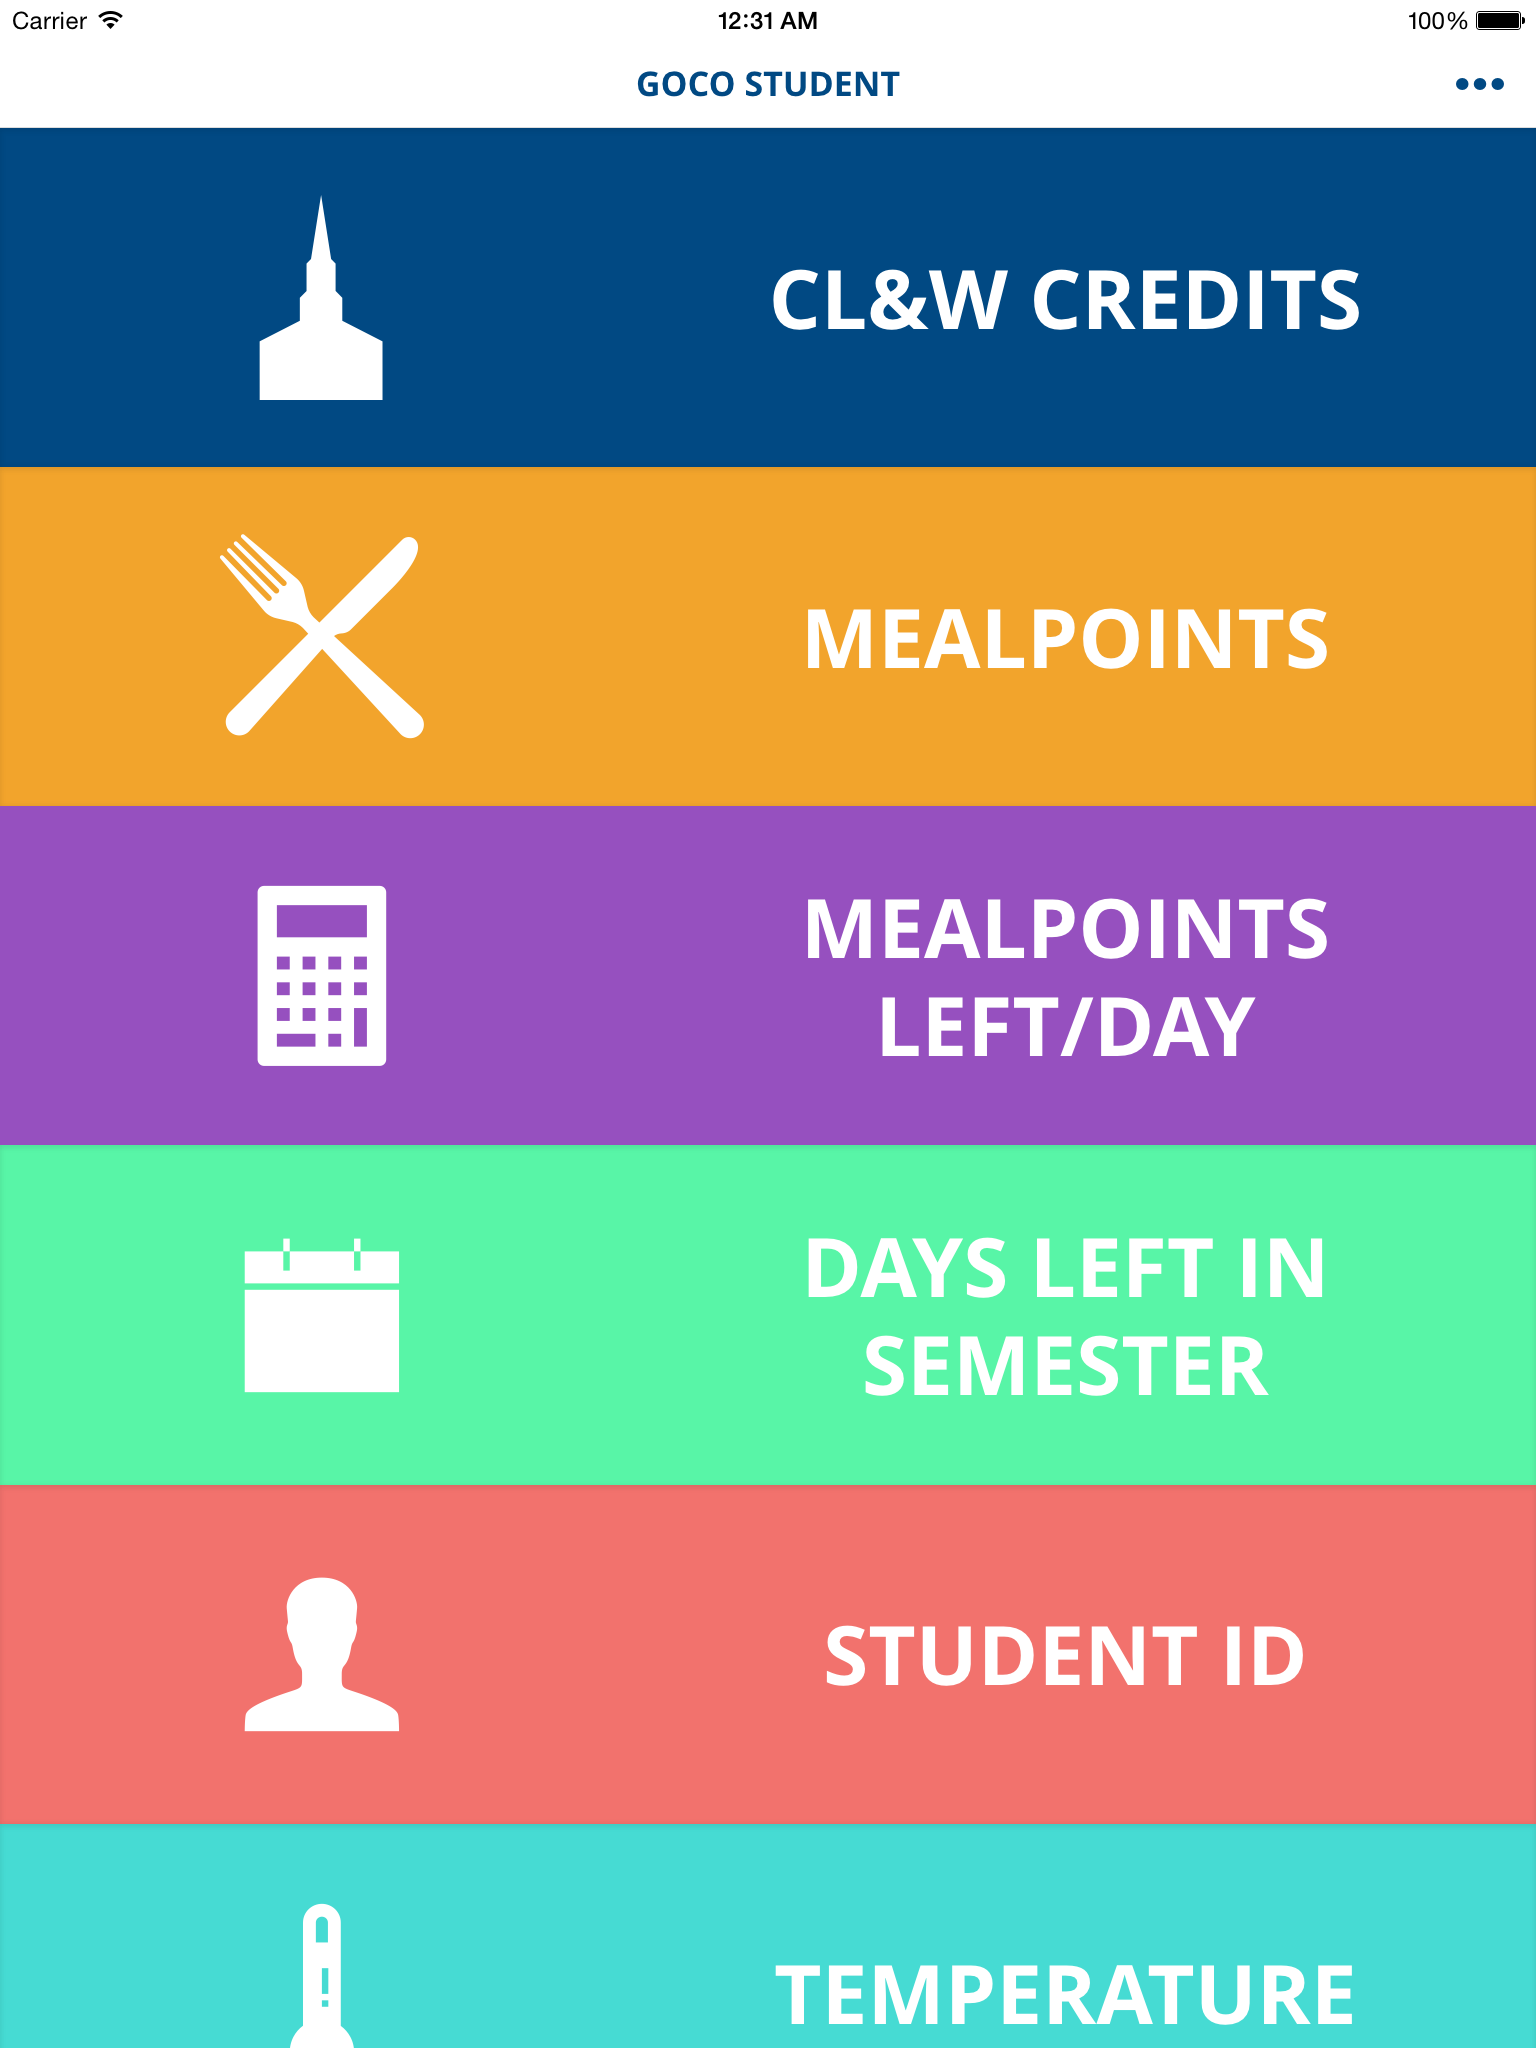 Carrier 12:31 AM 100%
GOCO STUDENT
CL&W CREDITS
MEALPOINTS
MEALPOINTS
LEFT/DAY
DAYS LEFT IN
SEMESTER
STUDENT ID
TEMPERATURE